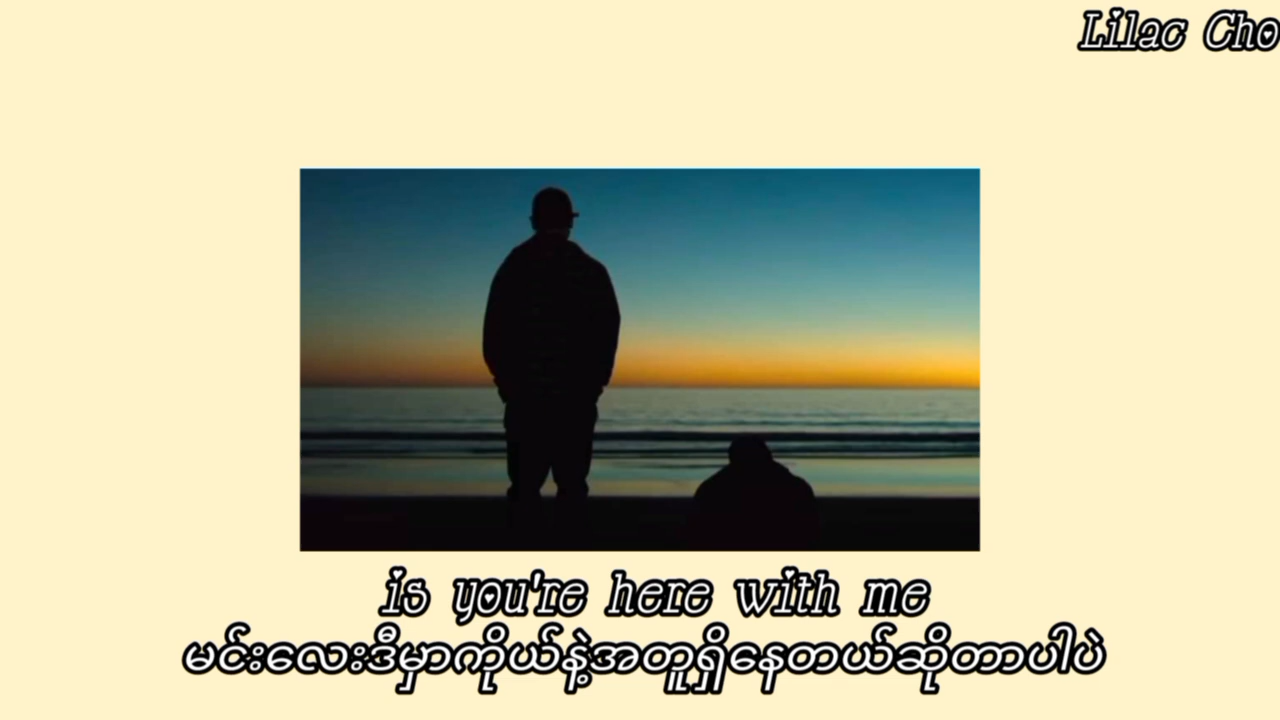 Lilac Cho
is you're here with me
မင်းလေးဒီမှာကိုယ်နဲ့အတူရှိနေတယ်ဆိုတာပါပဲ